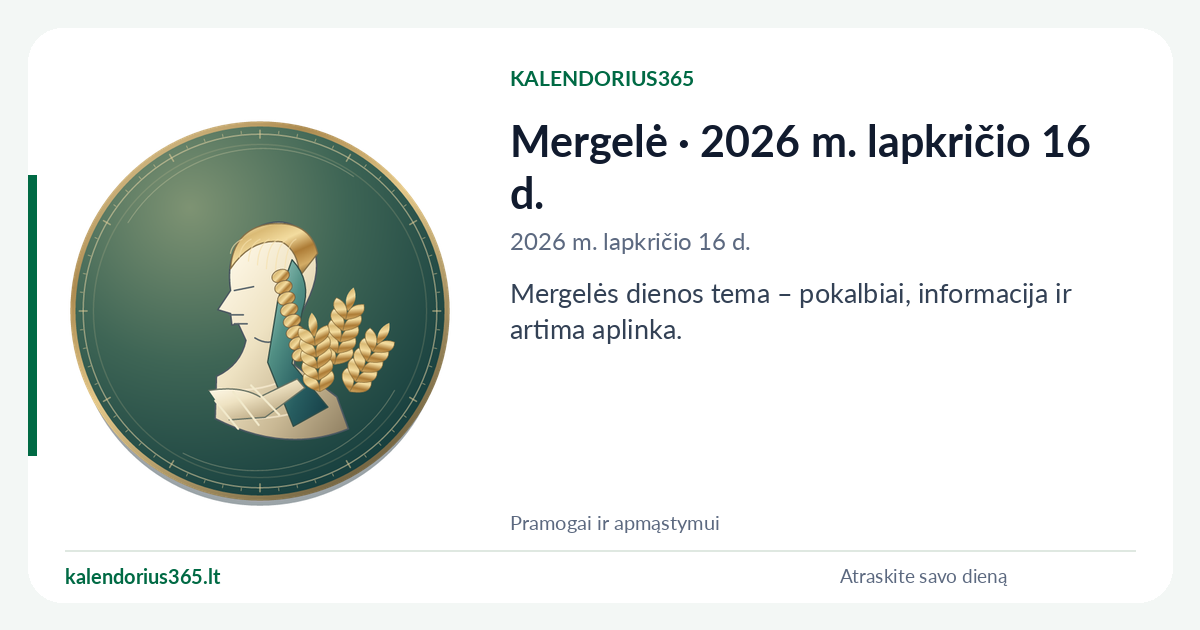 KALENDORIUS365
Mergelė · 2026 m. lapkričio 16
d.
2026 m. lapkričio 16 d.
Mergelės dienos tema – pokalbiai, informacija ir
artima aplinka.
Pramogai ir apmąstymui
kalendorius365.lt
Atraskite savo dieną